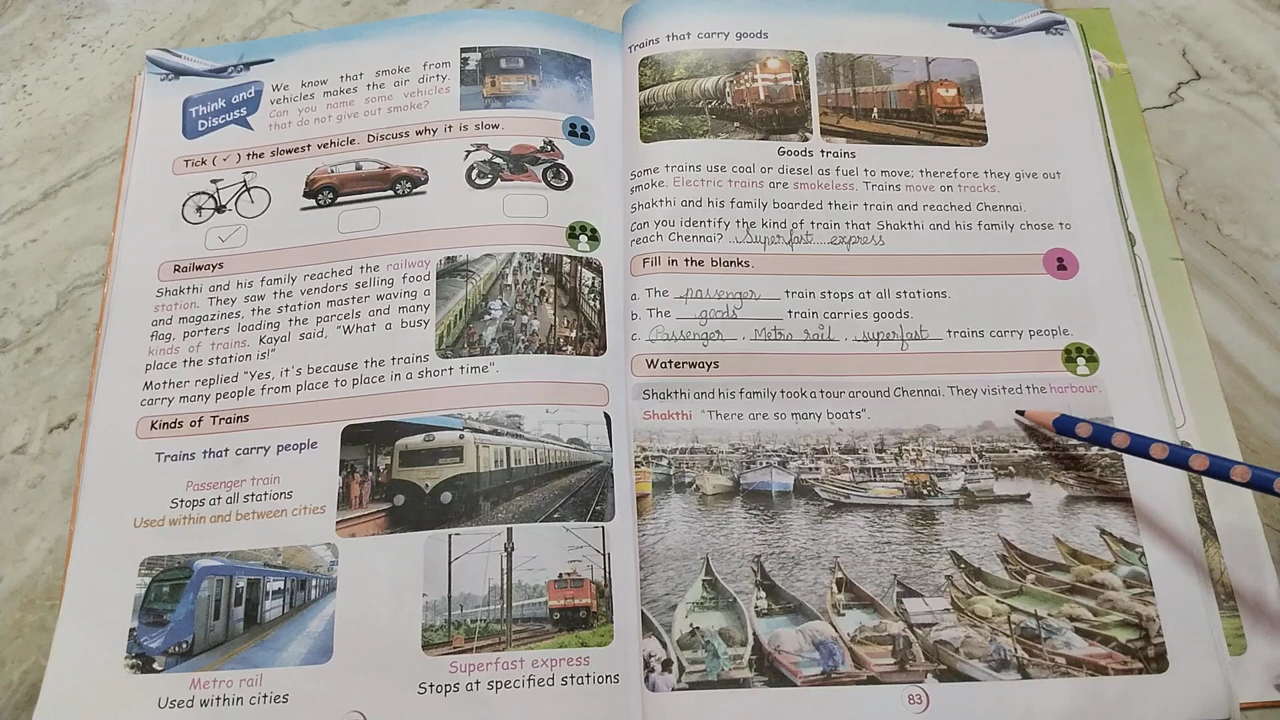 Think and
Discuss
We know that smoke from
vehicles makes the air dirty.
Can you name some vehicles
that do not give out smoke?
Tick ( ✓ ) the slowest vehicle. Discuss why it is slow.
✓
Railways
Shakthi and his family reached the railway
station. They saw the vendors selling food
and magazines, the station master waving a
flag, porters loading the parcels and many
kinds of trains. Kayal said, "What a busy
place the station is!"
Mother replied "Yes, it's because the trains
carry many people from place to place in a short time".
Kinds of Trains
Trains that carry people
Passenger train
Stops at all stations
Used within and between cities
Metro rail
Used within cities
Superfast express
Stops at specified stations
Trains that carry goods
Goods trains
Some trains use coal or diesel as fuel to move; therefore they give out
smoke. Electric trains are smokeless. Trains move on tracks.
Shakthi and his family boarded their train and reached Chennai.
Can you identify the kind of train that Shakthi and his family chose to
reach Chennai? Superfast express
Fill in the blanks.
a. The passenger train stops at all stations.
b. The goods train carries goods.
c. Passenger , Metro rail , superfast trains carry people.
Waterways
Shakthi and his family took a tour around Chennai. They visited the harbour.
Shakthi: "There are so many boats".
83